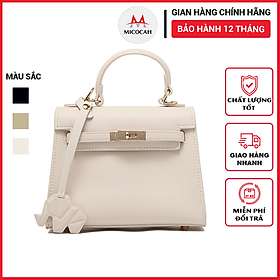 MICOCAH
GIAN HÀNG CHÍNH HÃNG
BẢO HÀNH 12 THÁNG
MÀU SẮC
CHẤT LƯỢNG
TỐT
GIAO HÀNG
NHANH
MIỄN PHÍ
ĐỔI TRẢ